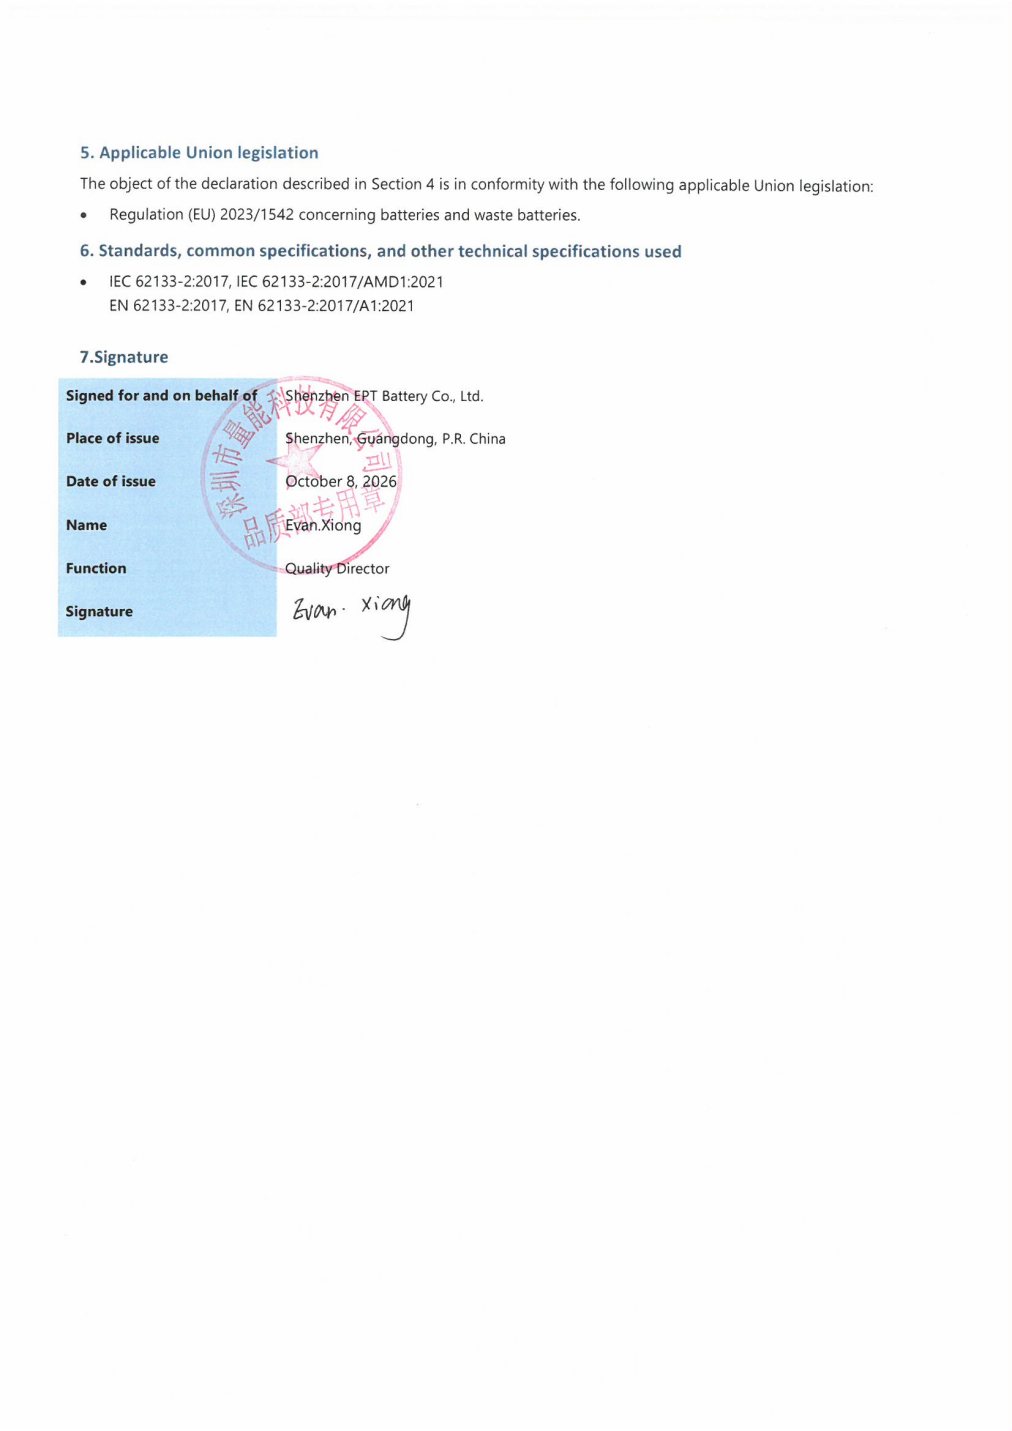 5. Applicable Union legislation
The object of the declaration described in Section 4 is in conformity with the following applicable Union legislation:
• Regulation (EU) 2023/1542 concerning batteries and waste batteries.
6. Standards, common specifications, and other technical specifications used
• IEC 62133-2:2017, IEC 62133-2:2017/AMD1:2021
EN 62133-2:2017, EN 62133-2:2017/A1:2021
7.Signature
Signed for and on behalf of Shenzhen EPT Battery Co., Ltd.
Place of issue Shenzhen, Guangdong, P.R. China
Date of issue October 8, 2026
Name Evan.Xiong
Function Quality Director
Signature Evan. Xiong
深圳市量能科技有限公司
品质部专用章